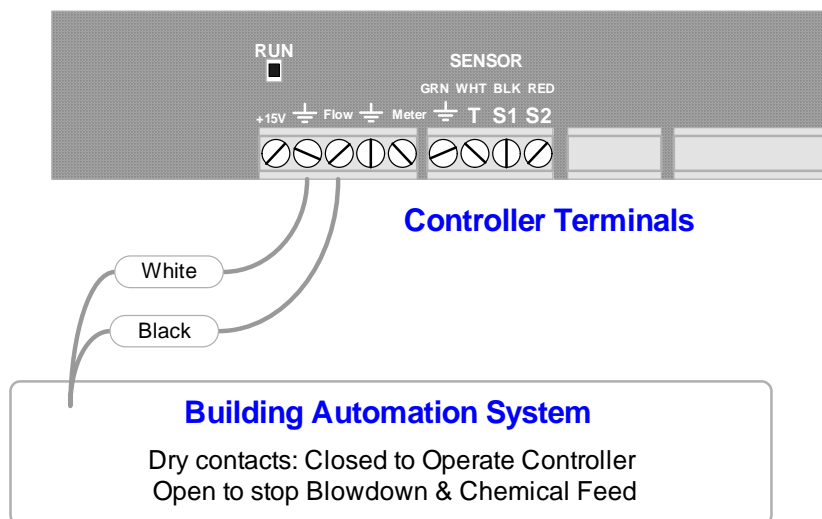 RUN
SENSOR
GRN WHT BLK RED
+15V Flow Meter T S1 S2
Controller Terminals
White
Black
Building Automation System
Dry contacts: Closed to Operate Controller
Open to stop Blowdown & Chemical Feed